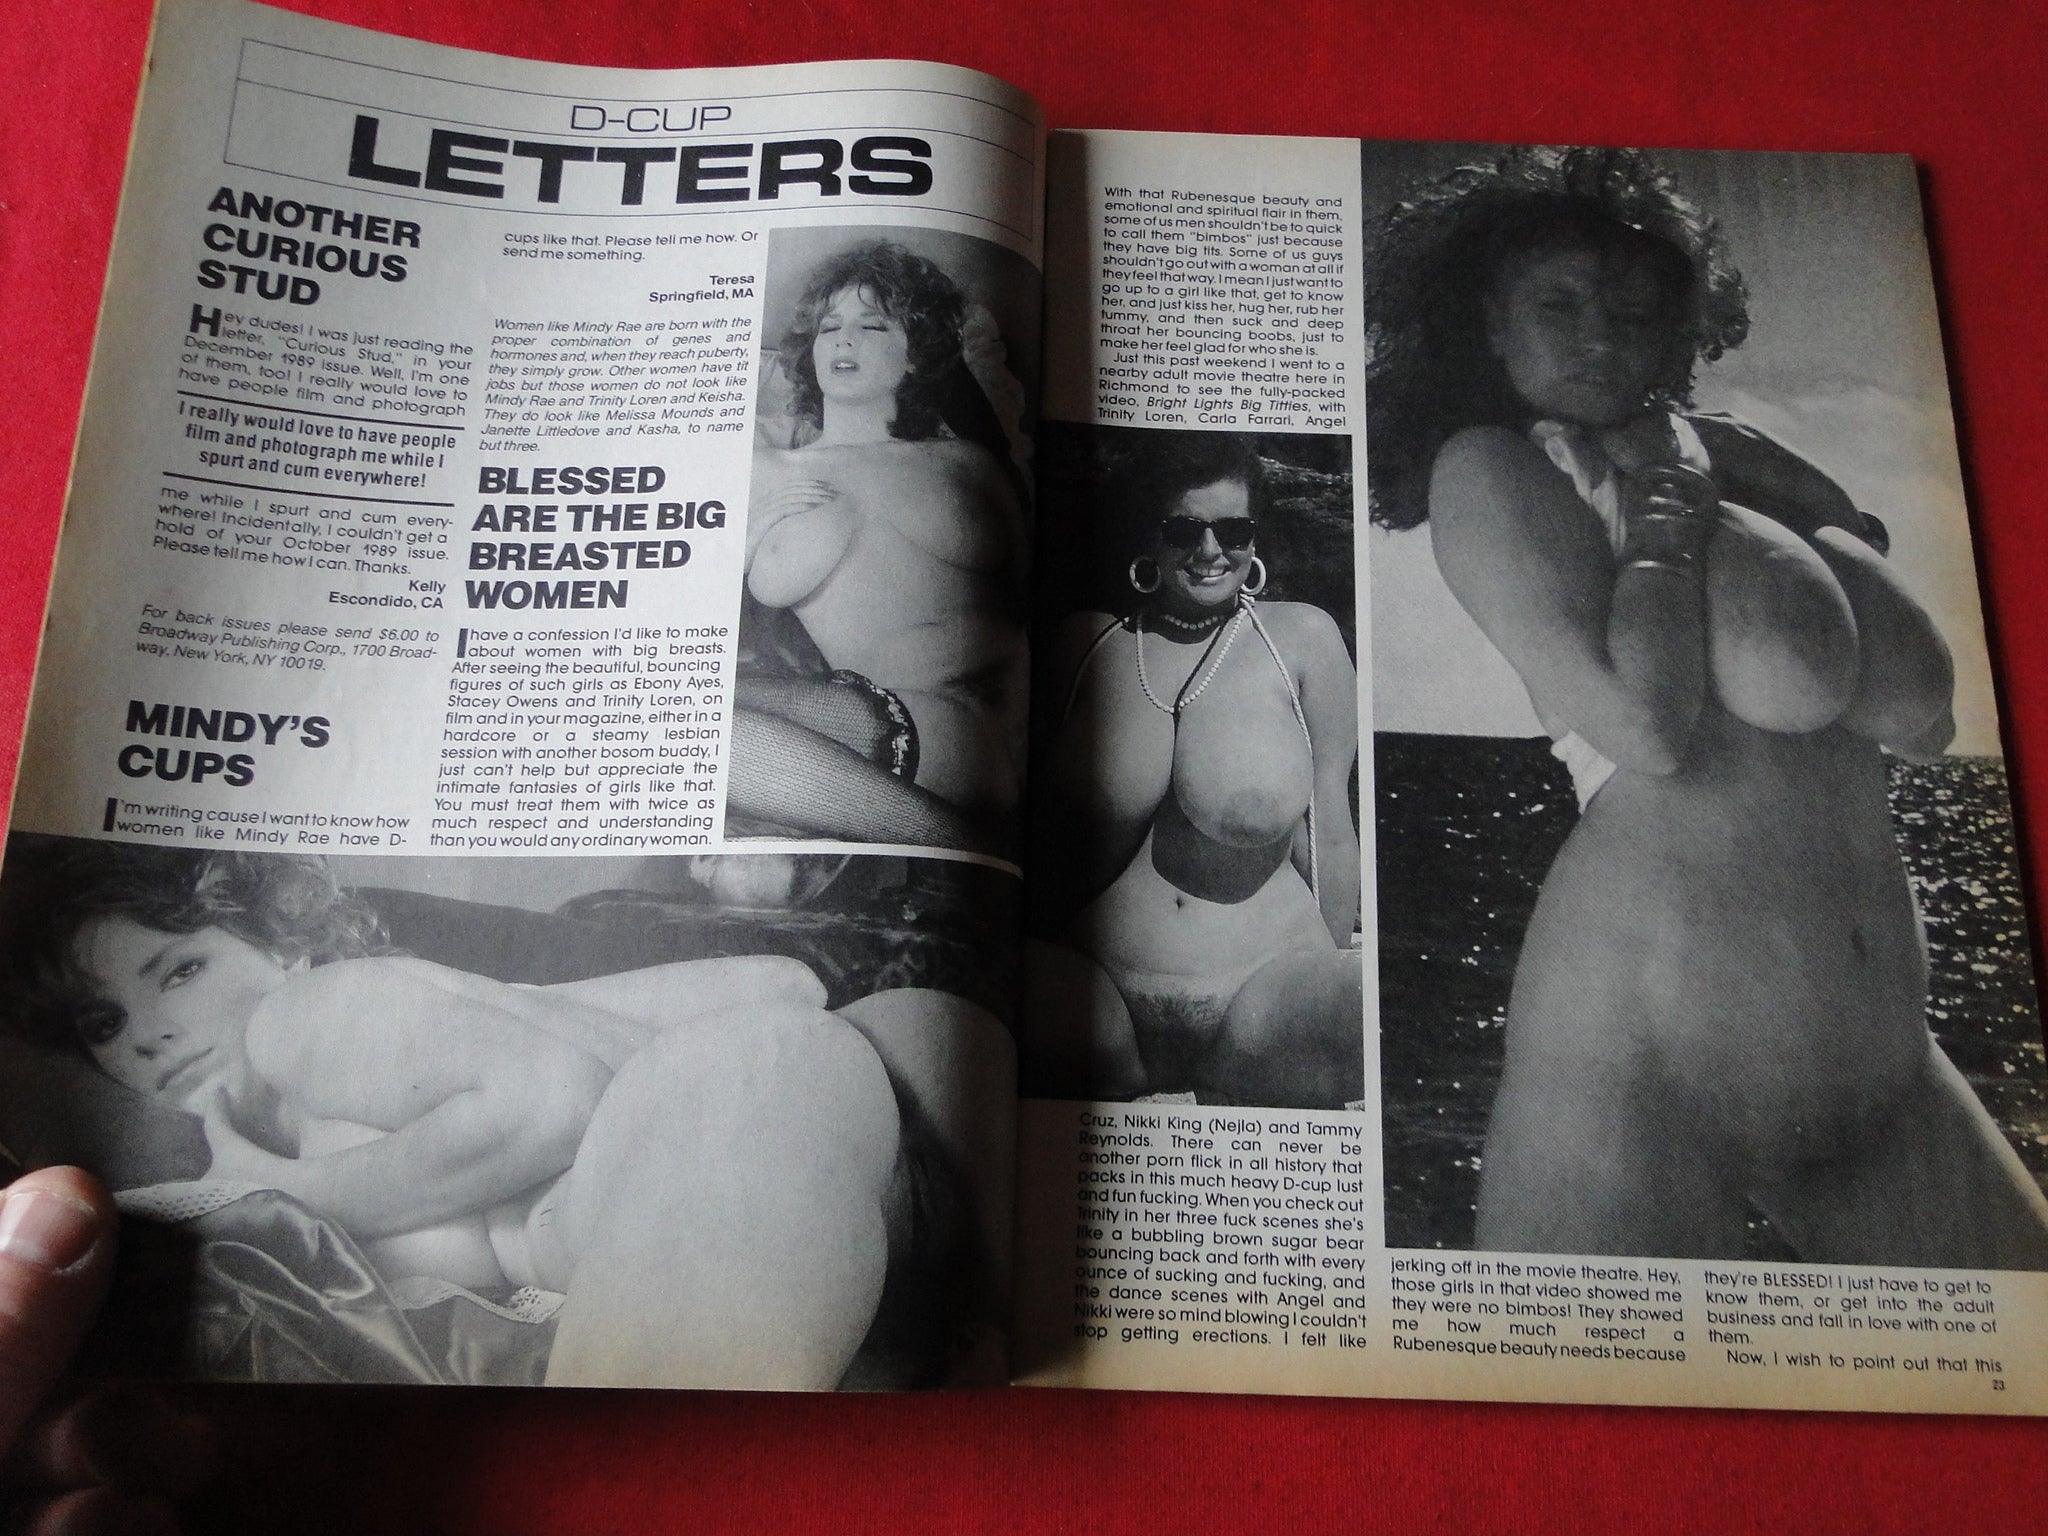 D-CUP
LETTERS
ANOTHER
CURIOUS
STUD
Hey dudes! I was just reading the
letter, "Curious Stud," in your
December 1989 issue. Well, I'm one
of them, too! I really would love to
have people film and photograph
I really would love to have people
film and photograph me while I
spurt and cum everywhere!
me while I spurt and cum every-
where! Incidentally, I couldn't get a
hold of your October 1989 issue.
Please tell me how I can. Thanks.
Kelly
Escondido, CA
For back issues please send $6.00 to
Broadway Publishing Corp., 1700 Broad-
way, New York, NY 10019.
MINDY'S
CUPS
I'm writing cause I want to know how
women like Mindy Rae have D-
cups like that. Please tell me how. Or
send me something.
Teresa
Springfield, MA
Women like Mindy Rae are born with the
proper combination of genes and
hormones and, when they reach puberty,
they simply grow. Other women have tit
jobs but those women do not look like
Mindy Rae and Trinity Loren and Keisha.
They do look like Melissa Mounds and
Janette Littledove and Kasha, to name
but three.
BLESSED
ARE THE BIG
BREASTED
WOMEN
I have a confession I'd like to make
about women with big breasts.
After seeing the beautiful, bouncing
figures of such girls as Ebony Ayes,
Stacey Owens and Trinity Loren, on
film and in your magazine, either in a
hardcore or a steamy lesbian
session with another bosom buddy, I
just can't help but appreciate the
intimate fantasies of girls like that.
You must treat them with twice as
much respect and understanding
than you would any ordinary woman.
With that Rubenesque beauty and
emotional and spiritual flair in them,
some of us men shouldn't be to quick
to call them "bimbos" just because
they have big tits. Some of us guys
shouldn't go out with a woman at all if
they feel that way. I mean I just want to
go up to a girl like that, get to know
her, and just kiss her, hug her, rub her
tummy, and then suck and deep
throat her bouncing boobs, just to
make her feel glad for who she is.
Just this past weekend I went to a
nearby adult movie theatre here in
Richmond to see the fully-packed
video, Bright Lights Big Titties, with
Trinity Loren, Carla Farrari, Angel
Cruz, Nikki King (Nejla) and Tammy
Reynolds. There can never be
another porn flick in all history that
packs in this much heavy D-cup lust
and fun fucking. When you check out
Trinity in her three fuck scenes she's
like a bubbling brown sugar bear
bouncing back and forth with every
ounce of sucking and fucking, and
the dance scenes with Angel and
Nikki were so mind blowing I couldn't
stop getting erections. I felt like
jerking off in the movie theatre. Hey,
those girls in that video showed me
they were no bimbos! They showed
me how much respect a
Rubenesque beauty needs because
they're BLESSED! I just have to get to
know them, or get into the adult
business and fall in love with one of
them.
Now, I wish to point out that this
23